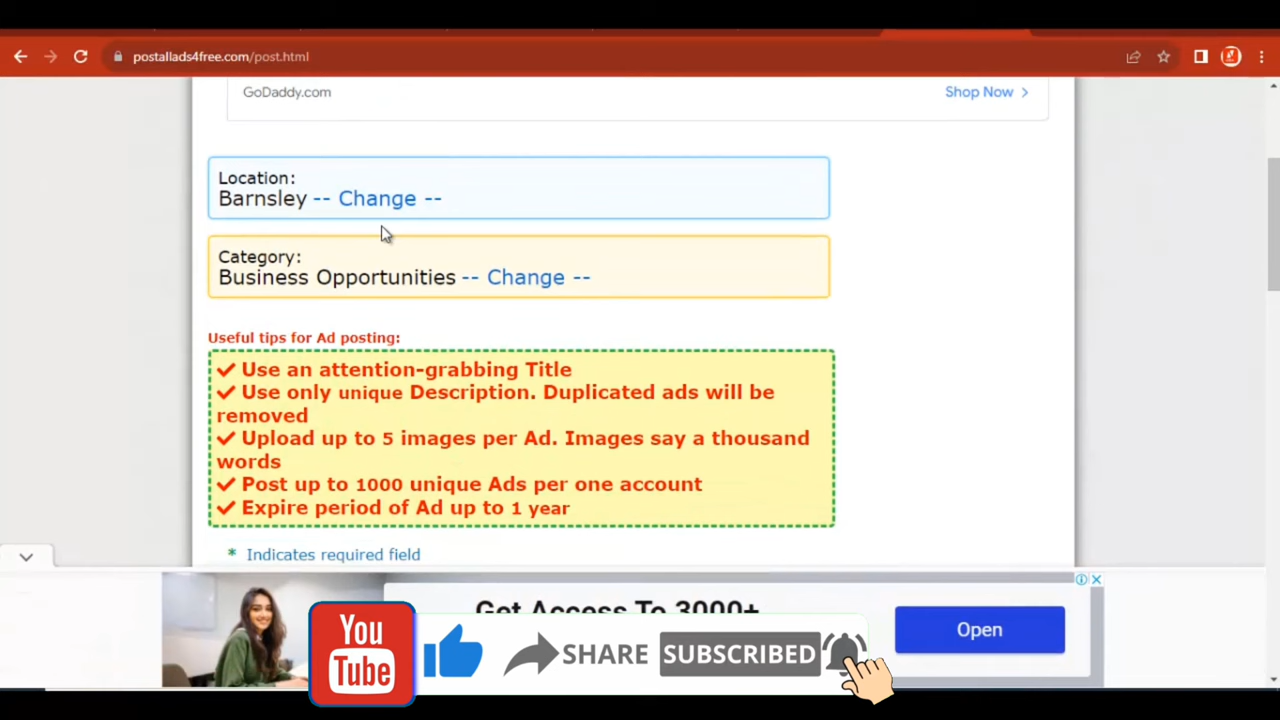 postallads4free.com/post.html
GoDaddy.com
Shop Now
Location:
Barnsley -- Change --
Category:
Business Opportunities -- Change --
Useful tips for Ad posting:
Use an attention-grabbing Title
Use only unique Description. Duplicated ads will be
removed
Upload up to 5 images per Ad. Images say a thousand
words
Post up to 1000 unique Ads per one account
Expire period of Ad up to 1 year
* Indicates required field
Get Access To 3000+
Open
You
Tube
SHARE
SUBSCRIBED